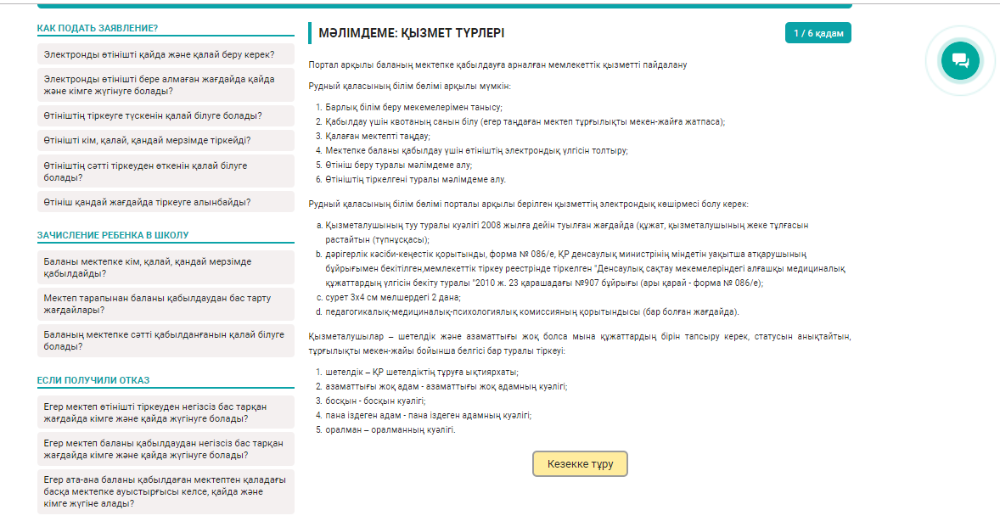 КАК ПОДАТЬ ЗАЯВЛЕНИЕ?
Электронды өтінішті қайда және қалай беру керек?
Электронды өтінішті бере алмаған жағдайда қайда
және кімге жүгінуге болады?
Өтініштің тіркеуге түскенін қалай білуге болады?
Өтінішті кім, қалай, қандай мерзімде тіркейді?
Өтініштің сәтті тіркеуден өткенін қалай білуге
болады?
Өтініш қандай жағдайда тіркеуге алынбайды?
ЗАЧИСЛЕНИЕ РЕБЕНКА В ШКОЛУ
Баланы мектепке кім, қалай, қандай мерзімде
қабылдайды?
Мектеп тарапынан баланы қабылдаудан бас тарту
жағдайлары?
Баланың мектепке сәтті қабылданғанын қалай білуге
болады?
ЕСЛИ ПОЛУЧИЛИ ОТКАЗ
Егер мектеп өтінішті тіркеуден негізсіз бас тарқан
жағдайда кімге және қайда жүгінуге болады?
Егер мектеп баланы қабылдаудан негізсіз бас тарқан
жағдайда кімге және қайда жүгінуге болады?
Егер ата-ана баланы қабылдаған мектептен қаладағы
басқа мектепке ауыстырғысы келсе, қайда және
кімге жүгіне алады?
МӘЛІМДЕМЕ: ҚЫЗМЕТ ТҮРЛЕРІ
1 / 6 қадам
Портал арқылы баланың мектепке қабылдауға арналған мемлекеттік қызметті пайдалану
Рудный қаласының білім бөлімі арқылы мүмкін:
1. Барлық білім беру мекемелерімен танысу;
2. Қабылдау үшін квотаның санын білу (егер таңдаған мектеп тұрғылықты мекен-жайға жатпаса);
3. Қалаған мектепті таңдау;
4. Мектепке баланы қабылдау үшін өтініштің электрондық үлгісін толтыру;
5. Өтініш беру туралы мәлімдеме алу;
6. Өтініштің тіркелгені туралы мәлімдеме алу.
Рудный қаласының білім бөлімі порталы арқылы берілген қызметтің электрондық көшірмесі болу керек:
a. Қызметалушының туу туралы куәлігі 2008 жылға дейін туылған жағдайда (құжат, қызметалушының жеке тұлғасын
растайтын (түпнұсқасы);
b. дәрігерлік кәсіби-кеңестік қорытынды, форма № 086/е, ҚР денсаулық министрінің міндетін уақытша атқарушының
бұйрығымен бекітілген,мемлекеттік тіркеу реестрінде тіркелген "Денсаулық сақтау мекемелеріндегі алғашқы медициналық
құжаттардың үлгісін бекіту туралы "2010 ж. 23 қарашадағы №907 бұйрығы (ары қарай - форма № 086/е);
c. сурет 3х4 см мөлшердегі 2 дана;
d. педагогикалық-медициналық-психологиялық комиссияның қорытындысы (бар болған жағдайда).
Қызметалушылар – шетелдік және азаматтығы жоқ болса мына құжаттардың бірін тапсыру керек, статусын анықтайтын,
тұрғылықты мекен-жайы бойынша белгісі бар туралы тіркеуі:
1. шетелдік – ҚР шетелдіктің тұруға ықтиярхаты;
2. азаматтығы жоқ адам - азаматтығы жоқ адамның куәлігі;
3. босқын - босқын куәлігі;
4. пана іздеген адам - пана іздеген адамның куәлігі;
5. оралман – оралманның куәлігі.
Кезекке тұру